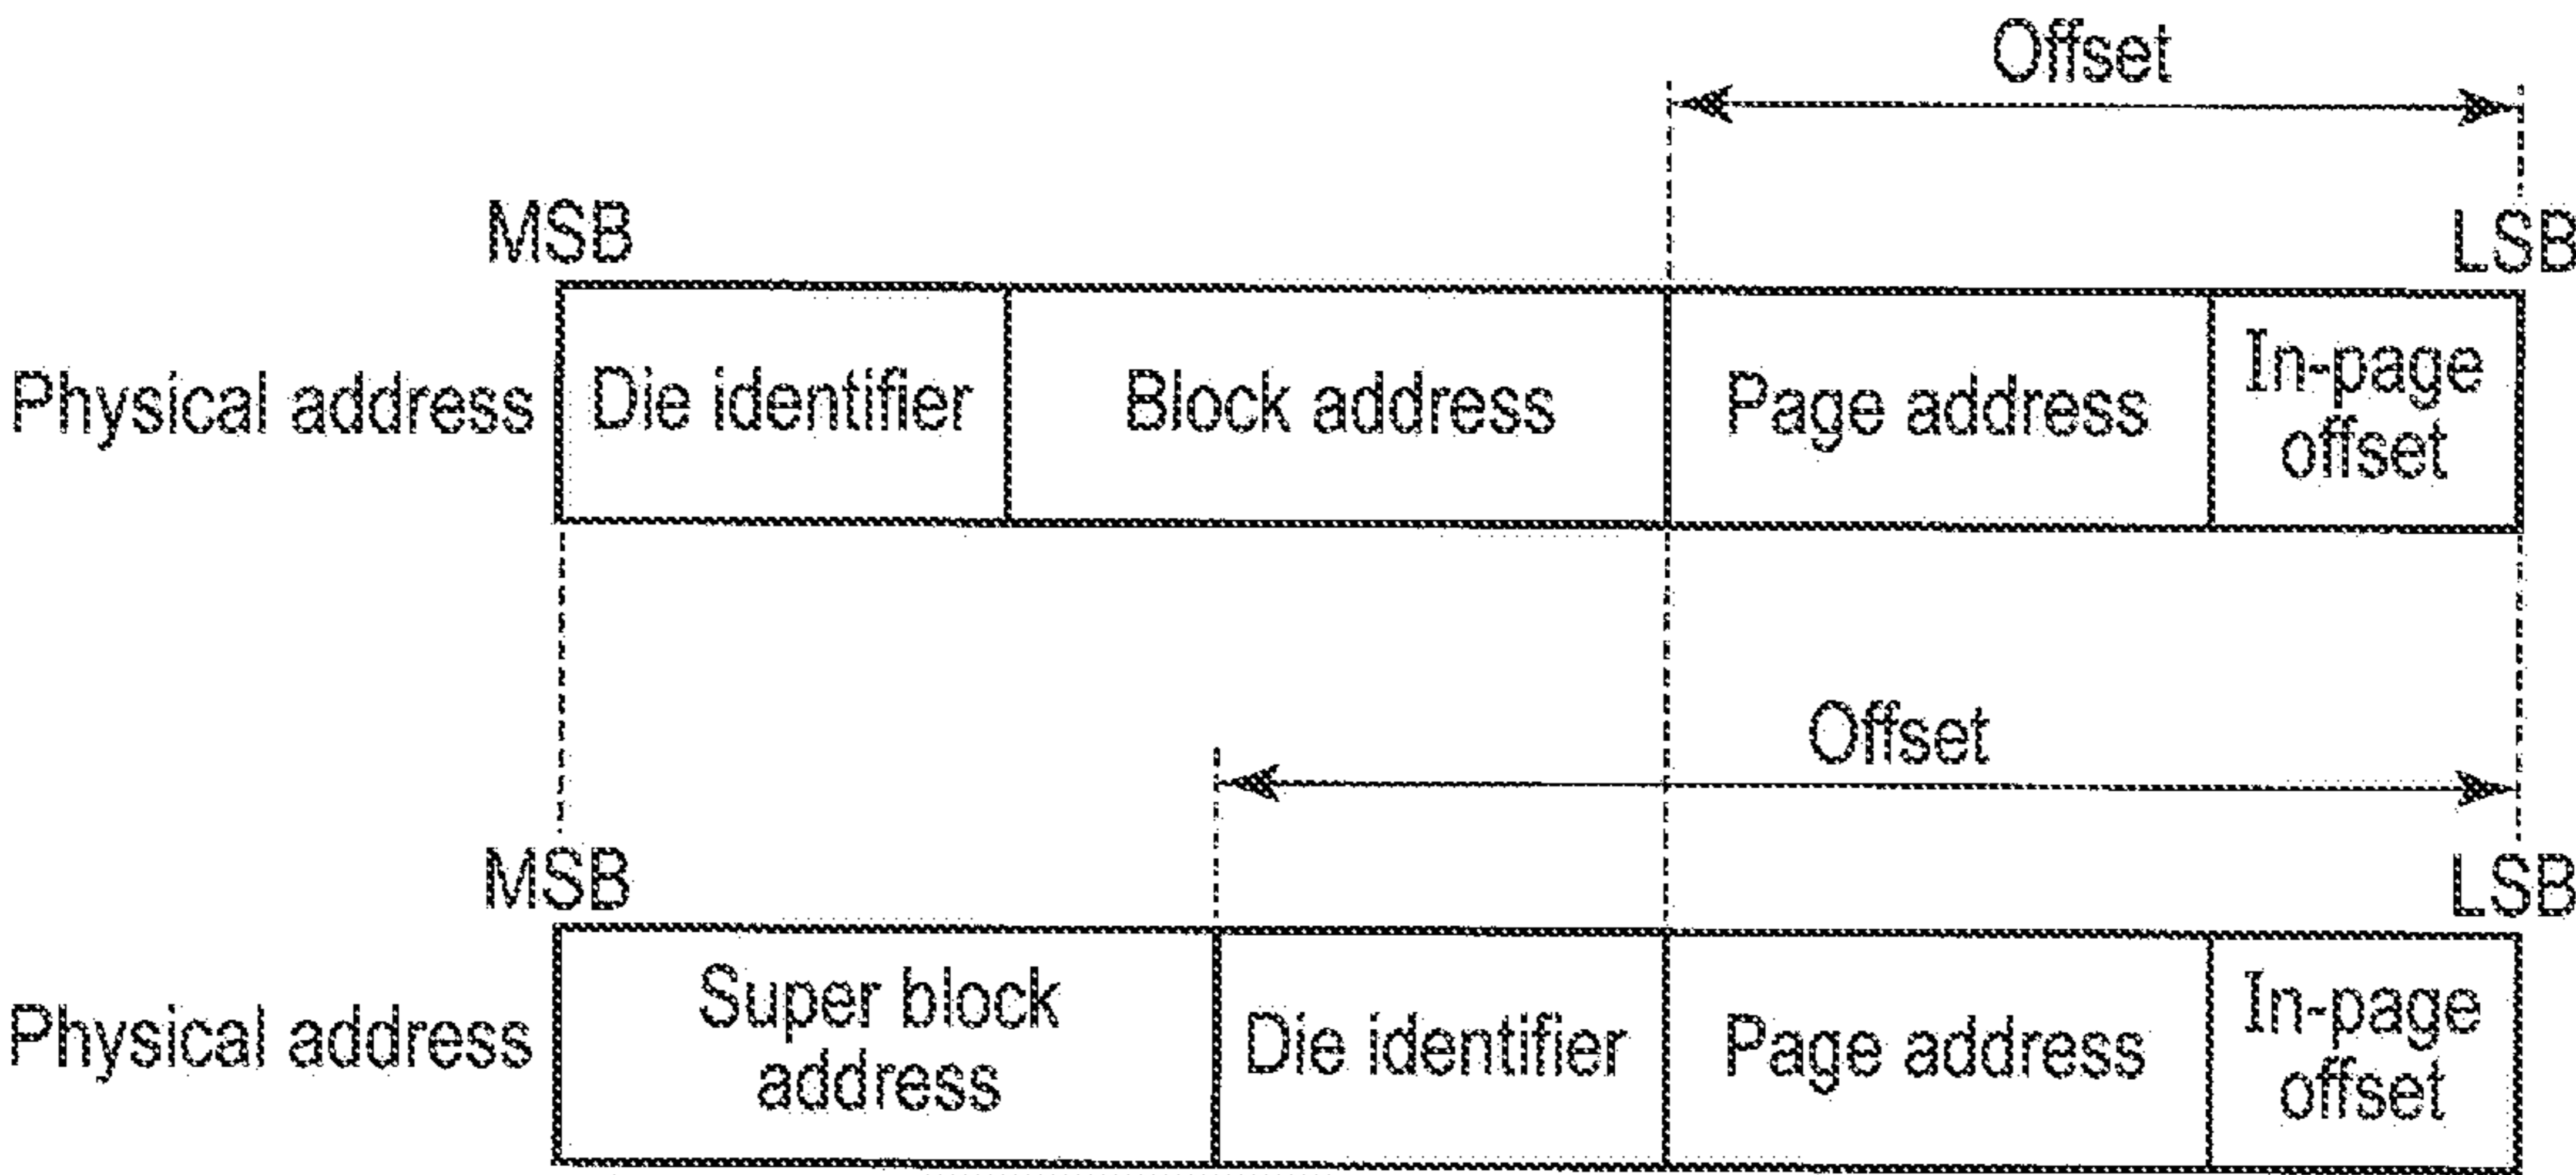 Offset
MSB
LSB
Physical address
Die identifier
Block address
Page address
In-page
offset
Offset
MSB
LSB
Physical address
Super block
address
Die identifier
Page address
In-page
offset